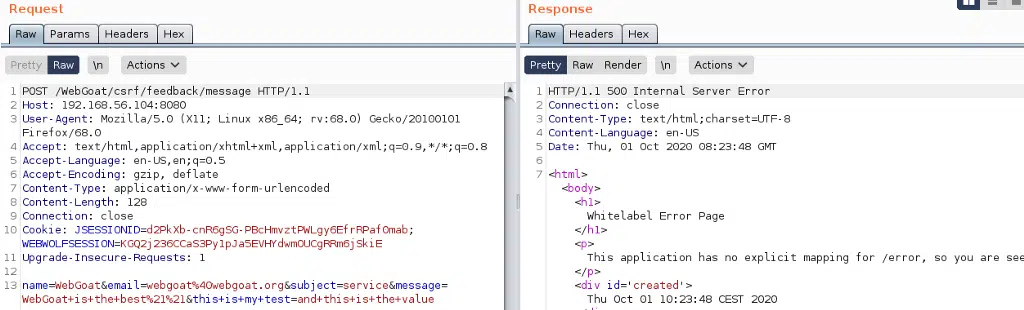 Request
Raw Params Headers Hex
Pretty Raw \n Actions
1 POST /WebGoat/csrf/feedback/message HTTP/1.1
2 Host: 192.168.56.104:8080
3 User-Agent: Mozilla/5.0 (X11; Linux x86_64; rv:68.0) Gecko/20100101
Firefox/68.0
4 Accept: text/html,application/xhtml+xml,application/xml;q=0.9,*/*;q=0.8
5 Accept-Language: en-US,en;q=0.5
6 Accept-Encoding: gzip, deflate
7 Content-Type: application/x-www-form-urlencoded
8 Content-Length: 128
9 Connection: close
10 Cookie: JSESSIONID=d2PkXb-cnR6gSG-PBcHmvztPWLgy6EfrRPafOmab;
WEBWOLFSESSION=KGQ2j236CCaS3Py1pJa5EVHYdwmOUCgRRm6jSkiE
11 Upgrade-Insecure-Requests: 1
12
13 name=WebGoat&email=webgoat%40webgoat.org&subject=service&message=
WebGoat+is+the+best%21%21&this+is+my+test=and+this+is+the+value
Response
Raw Headers Hex
Pretty Raw Render \n Actions
1 HTTP/1.1 500 Internal Server Error
2 Connection: close
3 Content-Type: text/html;charset=UTF-8
4 Content-Language: en-US
5 Date: Thu, 01 Oct 2020 08:23:48 GMT
6
7 <html>
<body>
<h1>
Whitelabel Error Page
</h1>
<p>
This application has no explicit mapping for /error, so you are see
</p>
<div id='created'>
Thu Oct 01 10:23:48 CEST 2020